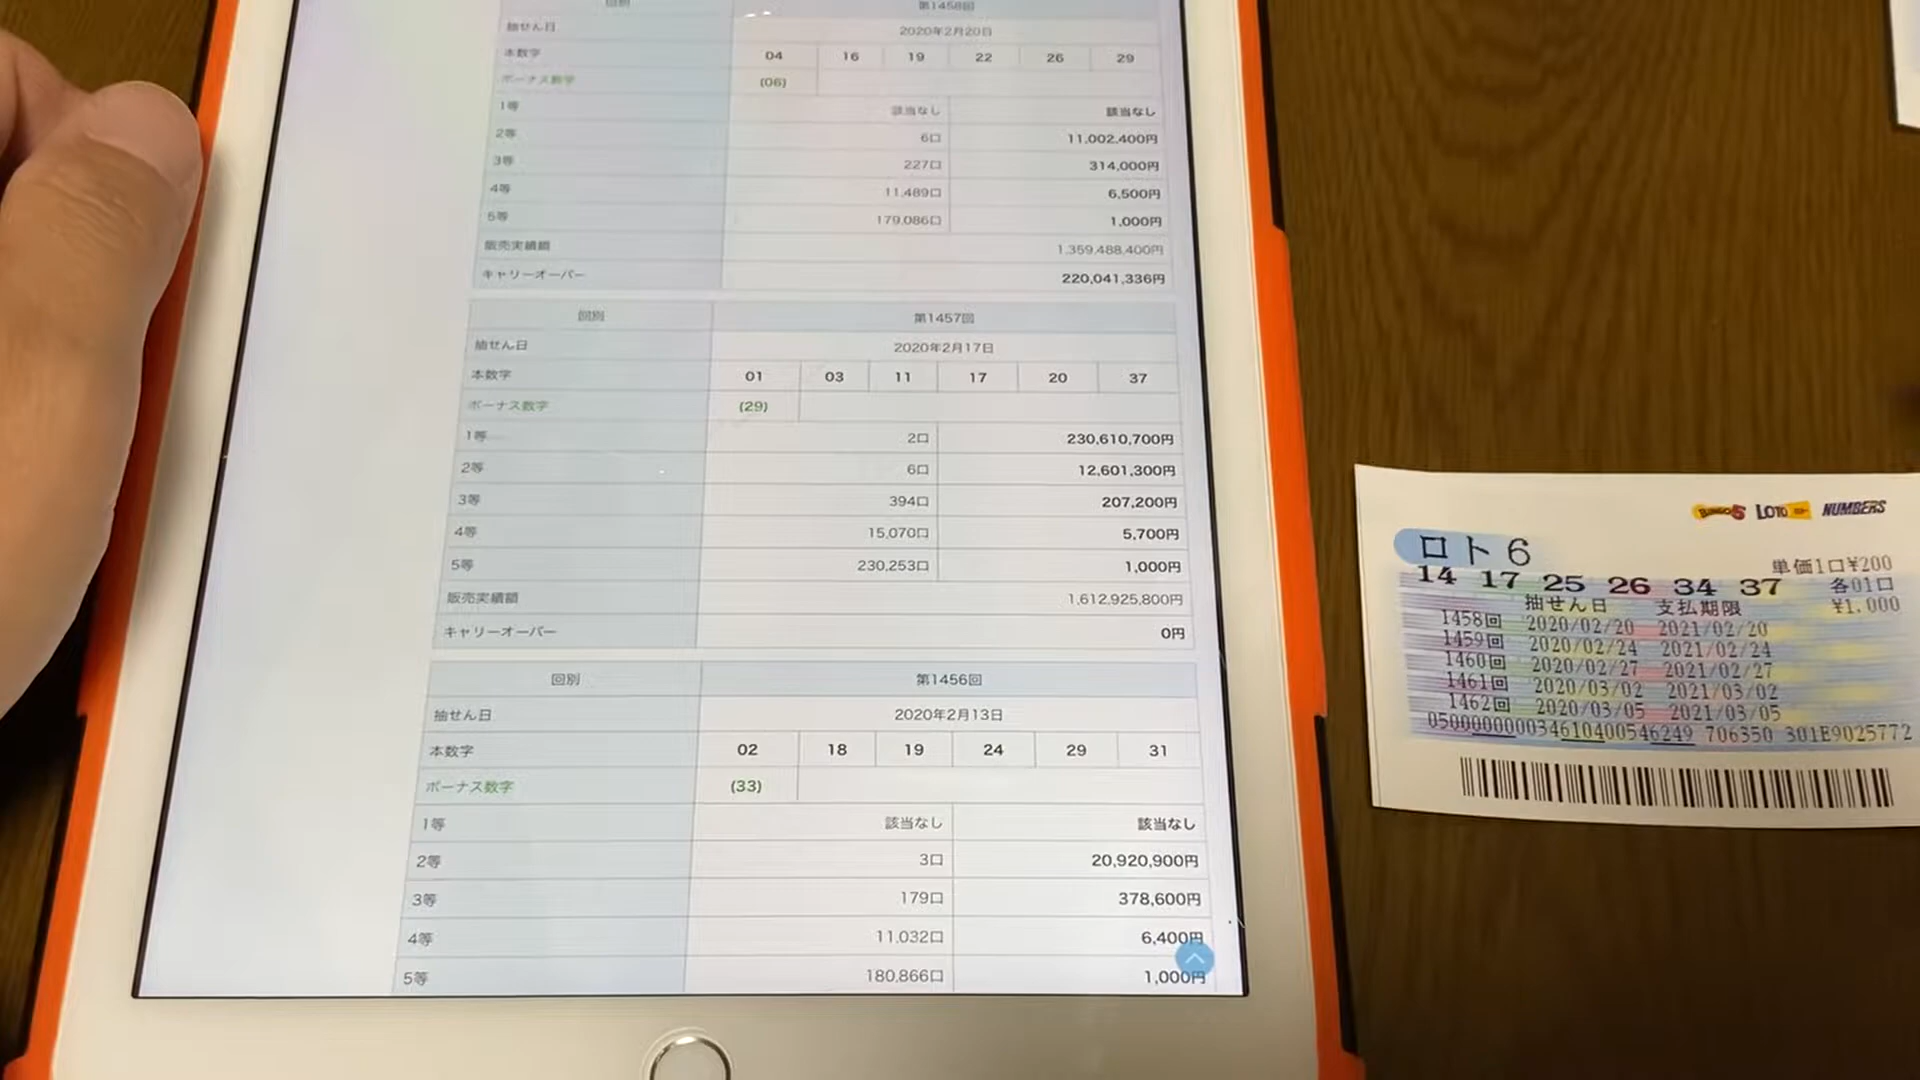 回別 第1458回
抽せん日 2020年2月20日
本数字 04 16 19 22 26 29
ボーナス数字 (06)
1等 該当なし 該当なし
2等 6口 11,002,400円
3等 227口 314,000円
4等 11,489口 6,500円
5等 179,086口 1,000円
販売実績額 1,359,488,400円
キャリーオーバー 220,041,336円
回別 第1457回
抽せん日 2020年2月17日
本数字 01 03 11 17 20 37
ボーナス数字 (29)
1等 2口 230,610,700円
2等 6口 12,601,300円
3等 394口 207,200円
4等 15,070口 5,700円
5等 230,253口 1,000円
販売実績額 1,612,925,800円
キャリーオーバー 0円
回別 第1456回
抽せん日 2020年2月13日
本数字 02 18 19 24 29 31
ボーナス数字 (33)
1等 該当なし 該当なし
2等 3口 20,920,900円
3等 179口 378,600円
4等 11,032口 6,400円
5等 180,866口 1,000円
BINGO5 LOTO NUMBERS
ロト6 単価1口¥200
14 17 25 26 34 37 各01口
抽せん日 支払期限 ¥1,000
1458回 2020/02/20 2021/02/20
1459回 2020/02/24 2021/02/24
1460回 2020/02/27 2021/02/27
1461回 2020/03/02 2021/03/02
1462回 2020/03/05 2021/03/05
050000000034610400546249 706350 301E9025772